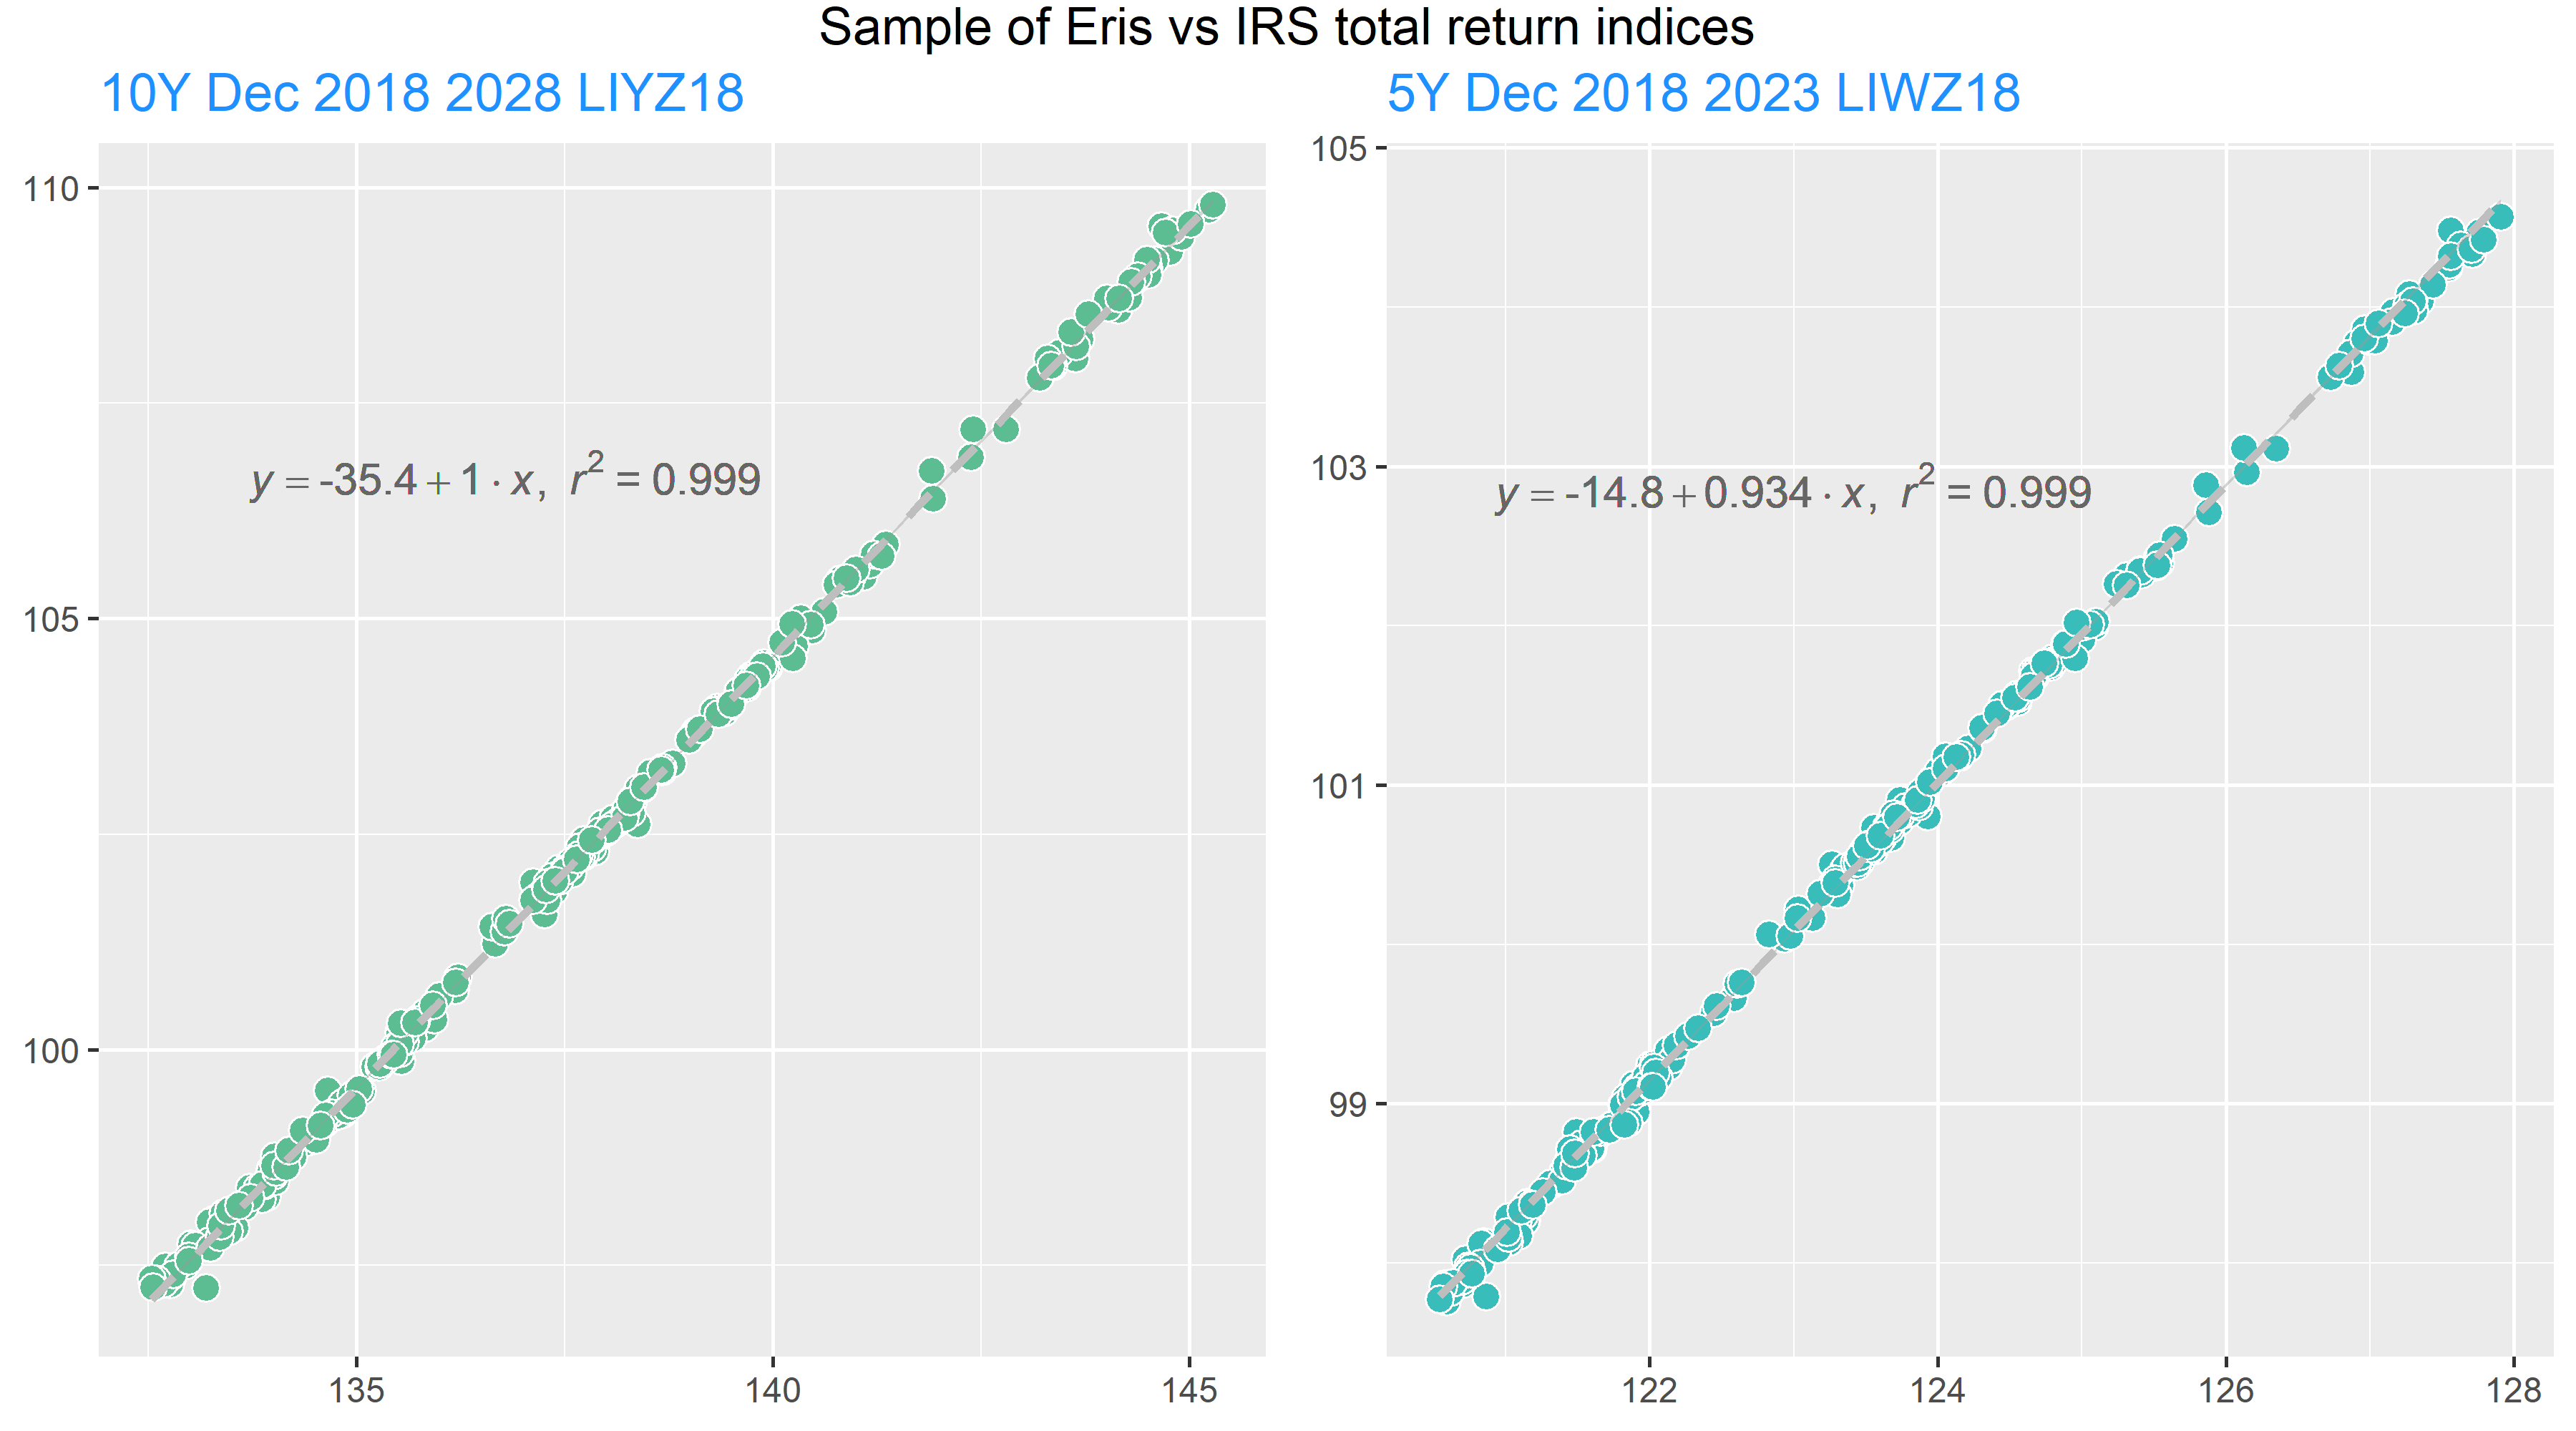 Sample of Eris vs IRS total return indices
10Y Dec 2018 2028 LIYZ18
110
105
100
y = -35.4 + 1 · x, r² = 0.999
135 140 145
5Y Dec 2018 2023 LIWZ18
105
103
101
99
y = -14.8 + 0.934 · x, r² = 0.999
122 124 126 128